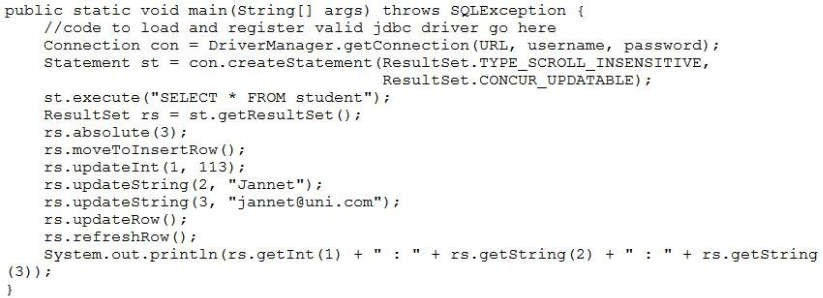 public static void main(String[] args) throws SQLException {
//code to load and register valid jdbc driver go here
Connection con = DriverManager.getConnection(URL, username, password);
Statement st = con.createStatement(ResultSet.TYPE_SCROLL_INSENSITIVE,
ResultSet.CONCUR_UPDATABLE);
st.execute("SELECT * FROM student");
ResultSet rs = st.getResultSet();
rs.absolute(3);
rs.moveToInsertRow();
rs.updateInt(1, 113);
rs.updateString(2, "Jannet");
rs.updateString(3, "jannet@uni.com");
rs.updateRow();
rs.refreshRow();
System.out.println(rs.getInt(1) + " : " + rs.getString(2) + " : " + rs.getString
(3));
}